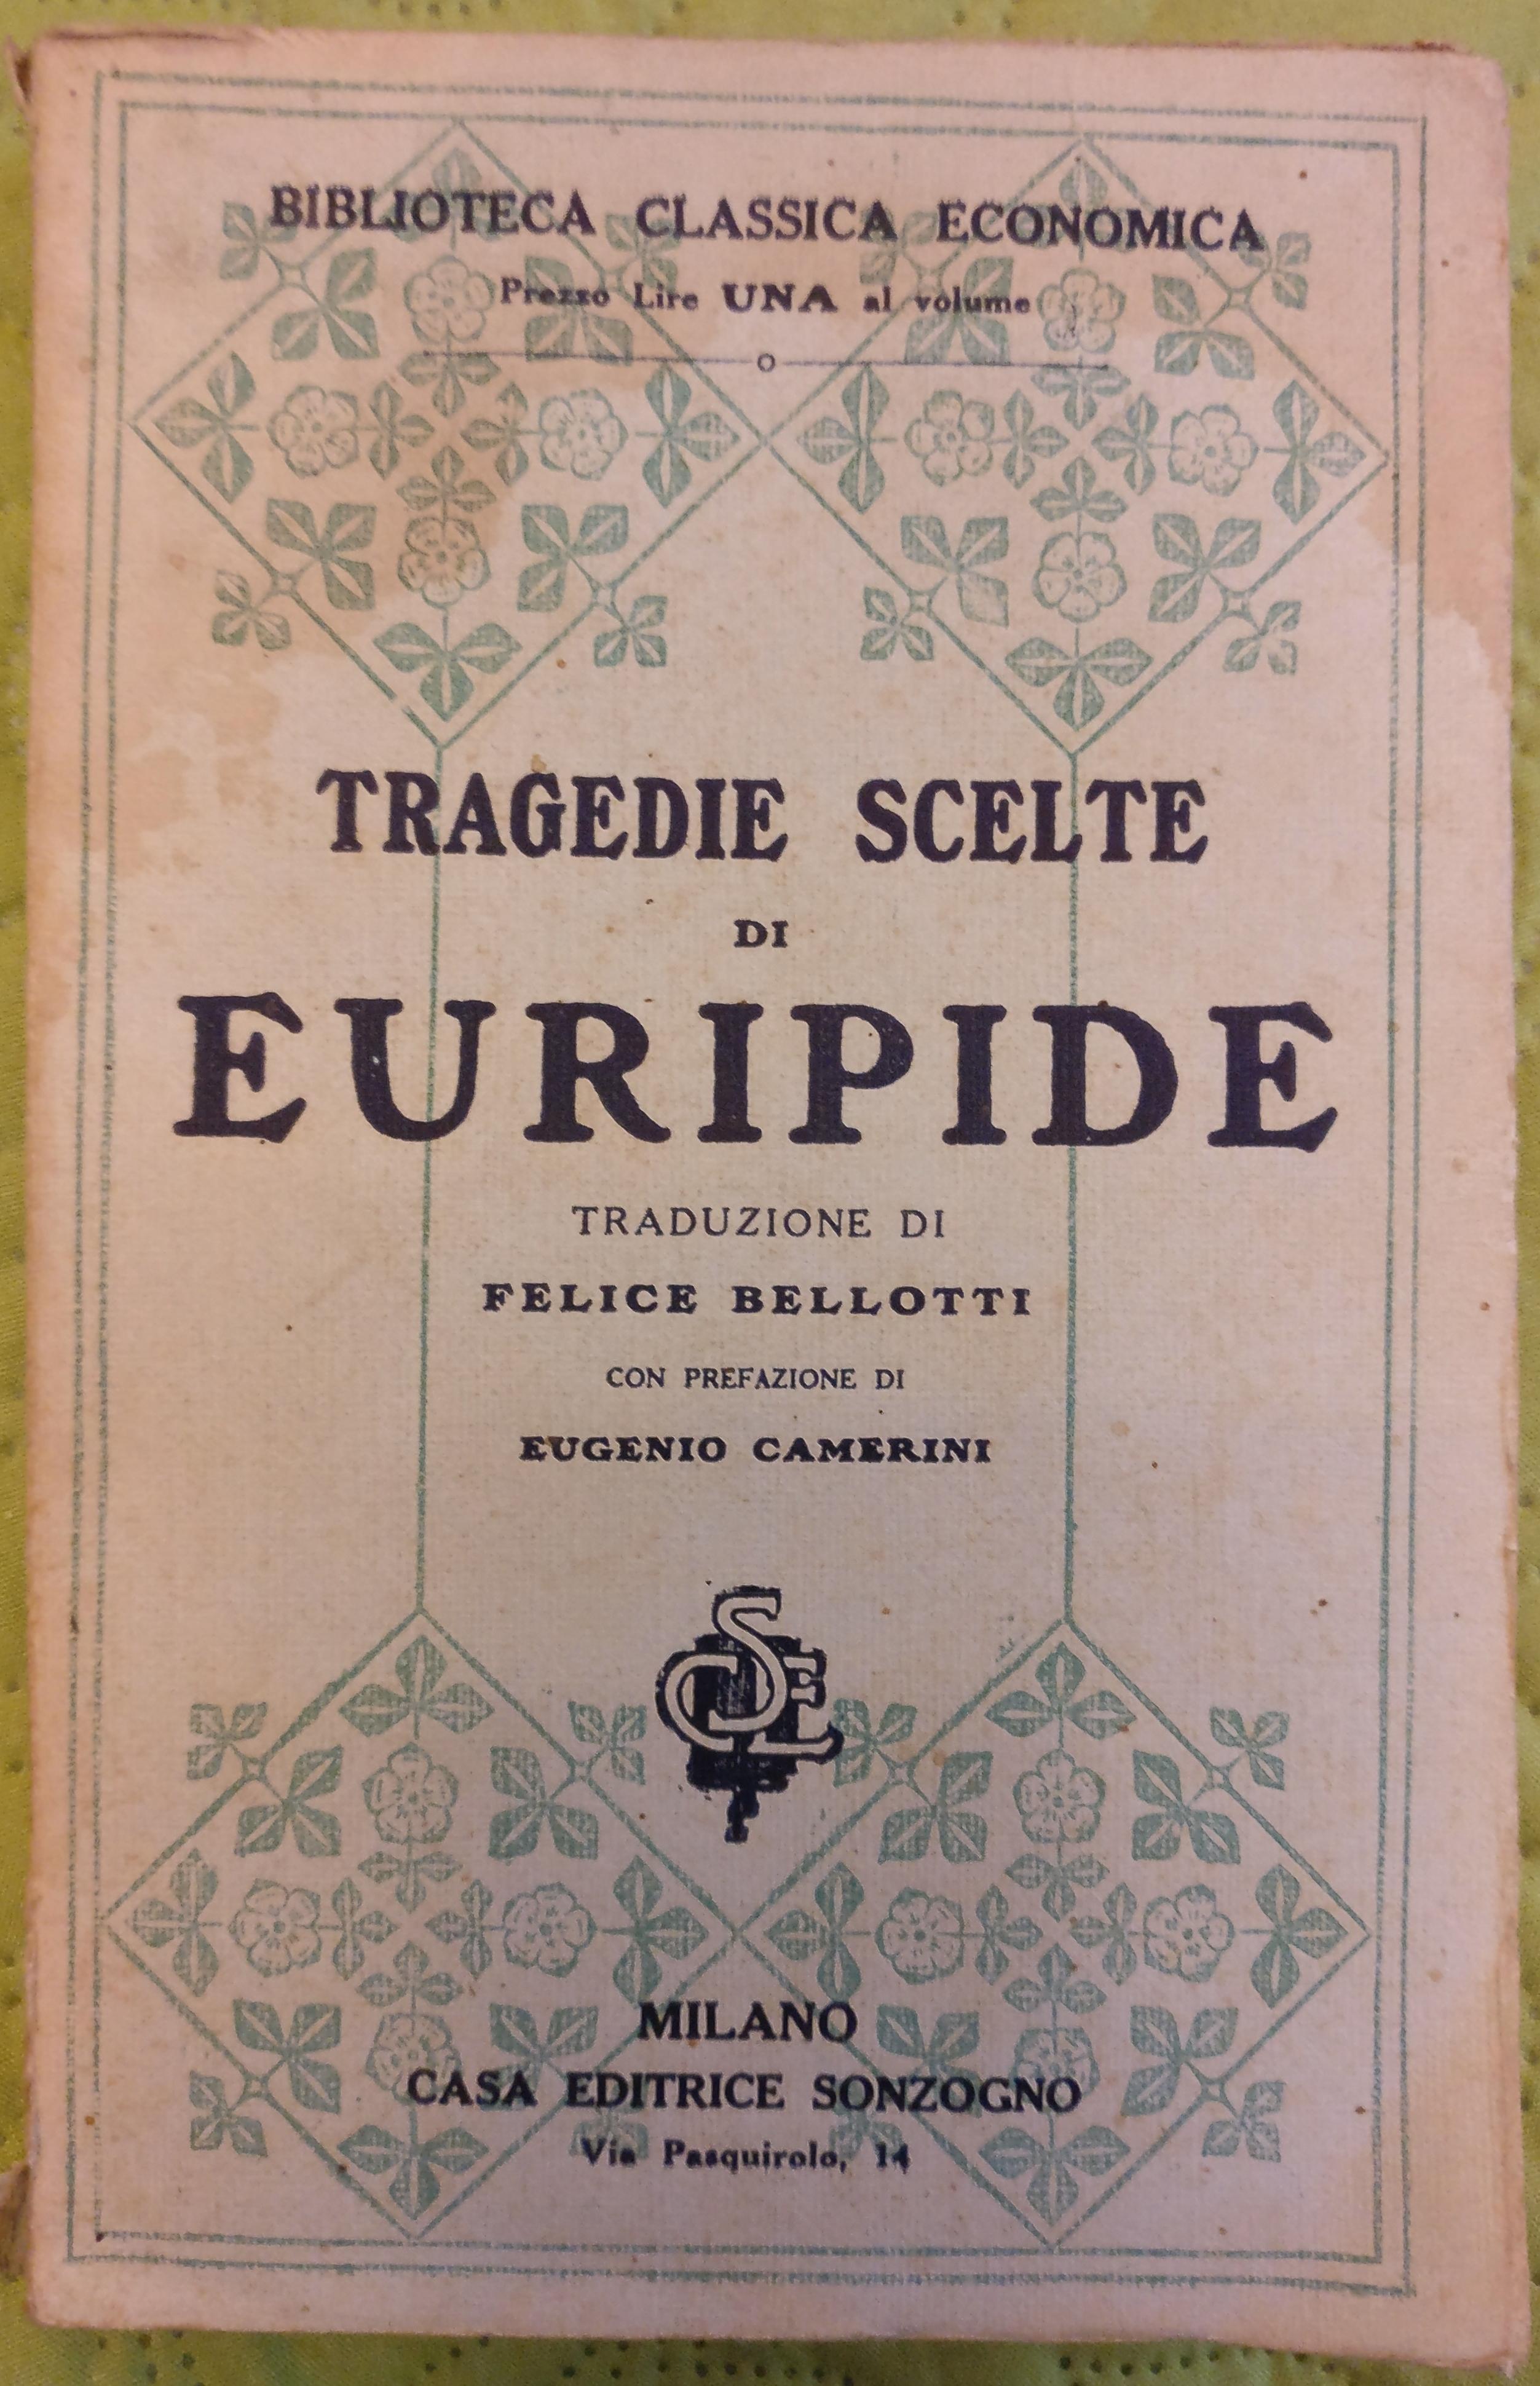 BIBLIOTECA CLASSICA ECONOMICA
Prezzo Lire UNA al volume
TRAGEDIE SCELTE
DI
EURIPIDE
TRADUZIONE DI
FELICE BELLOTTI
CON PREFAZIONE DI
EUGENIO CAMERINI
CSE
MILANO
CASA EDITRICE SONZOGNO
Via Pasquirolo, 14